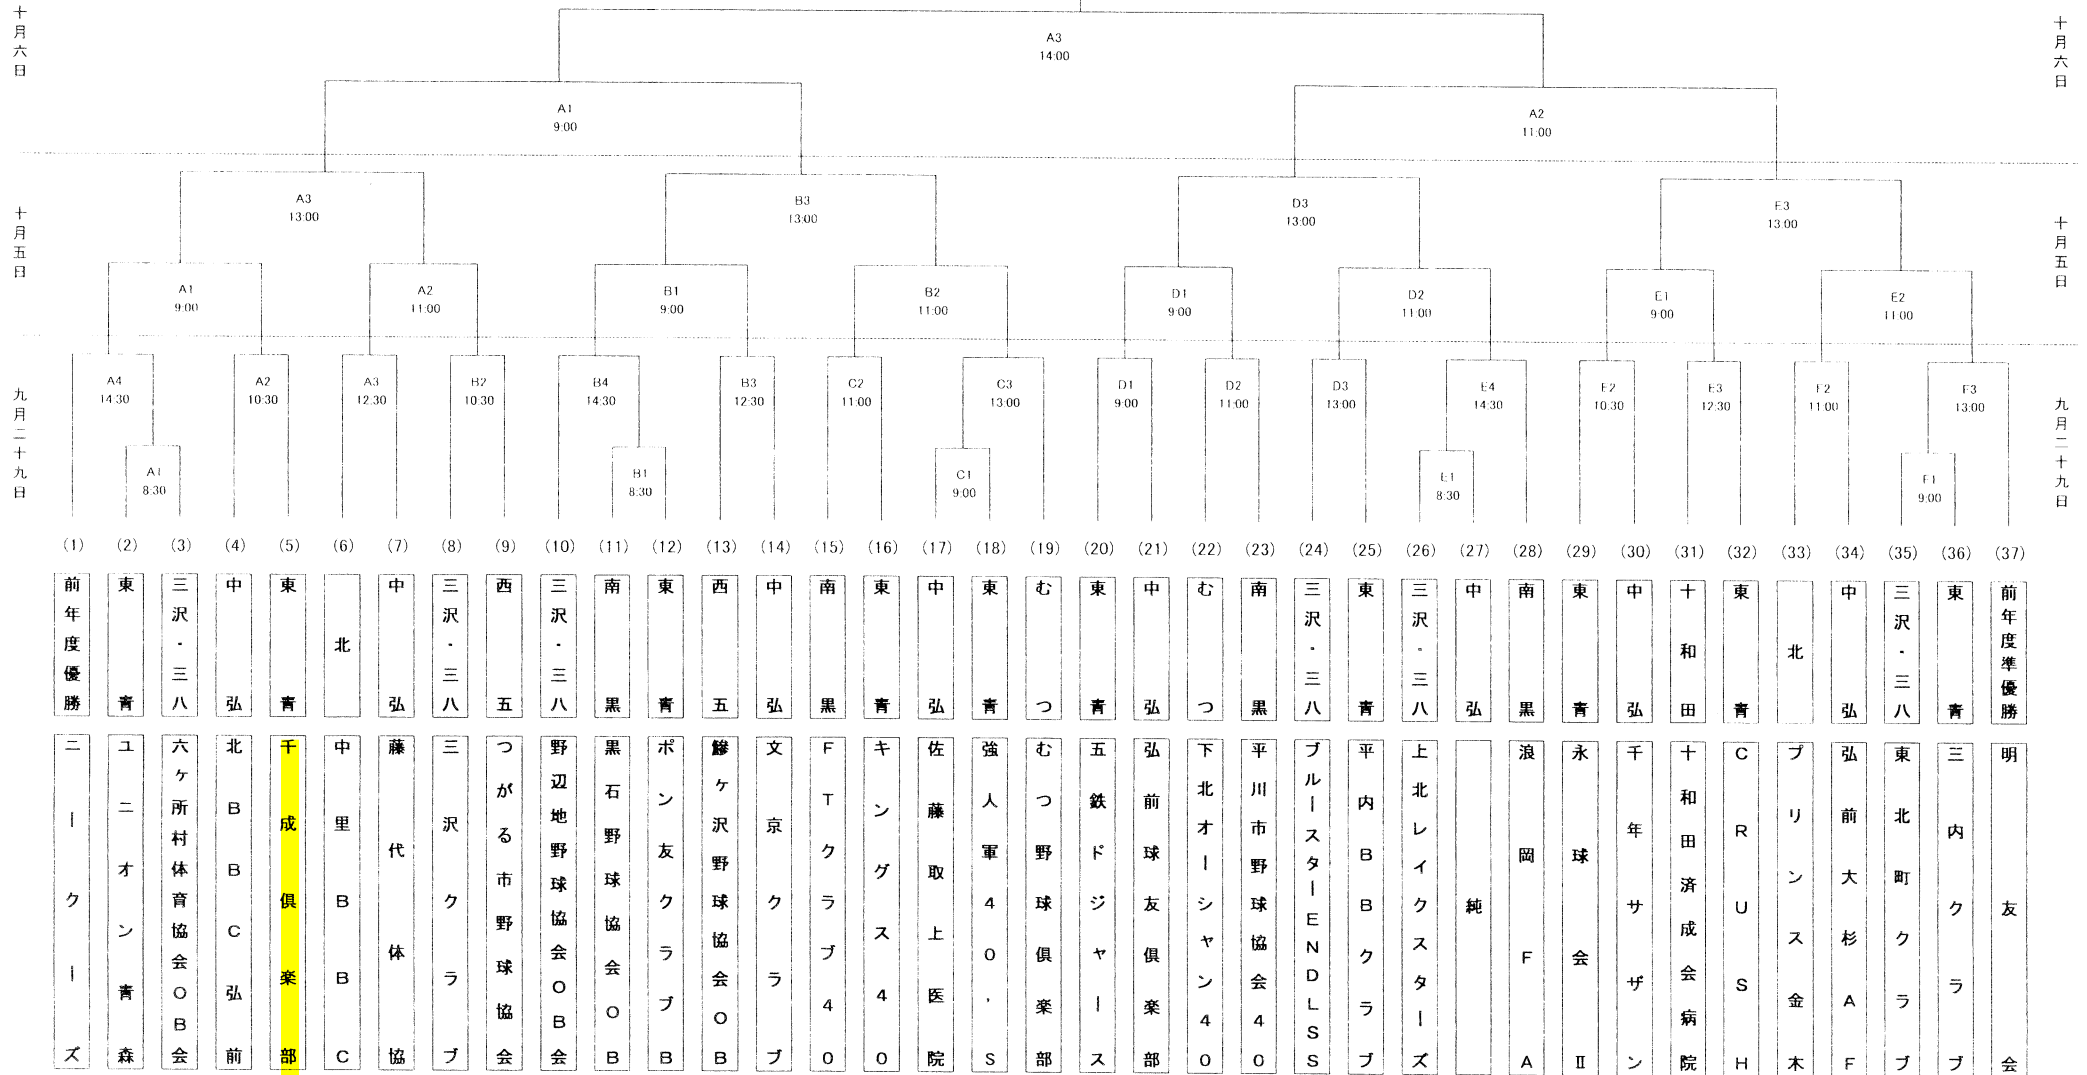 十月六日
十月六日
A3
14:00
A1
9:00
A2
11:00
十月五日
十月五日
A3
13:00
B3
13:00
D3
13:00
E3
13:00
A1
9:00
A2
11:00
B1
9:00
B2
11:00
D1
9:00
D2
11:00
E1
9:00
E2
11:00
九月二十九日
九月二十九日
A4
14:30
A2
10:30
A3
12:30
B2
10:30
B4
14:30
B3
12:30
C2
11:00
C3
13:00
D1
9:00
D2
11:00
D3
13:00
E4
14:30
E2
10:30
E3
12:30
F2
11:00
F3
13:00
A1
8:30
B1
8:30
C1
9:00
E1
8:30
F1
9:00
(1) 前年度優勝 ニークーズ
(2) 東青 ユニオン青森
(3) 三沢・三八 六ヶ所村体育協会OB会
(4) 中弘 北BBC弘前
(5) 東青 千成倶楽部
(6) 北 中里BBC
(7) 中弘 藤代体協
(8) 三沢・三八 三沢クラブ
(9) 西五 つがる市野球協会
(10) 三沢・三八 野辺地野球協会OB会
(11) 南黒 黒石野球協会OB
(12) 東青 ポン友クラブB
(13) 西五 鰺ヶ沢野球協会OB
(14) 中弘 文京クラブ
(15) 南黒 FTクラブ40
(16) 東青 キングス40
(17) 中弘 佐藤取上医院
(18) 東青 強人軍40'S
(19) むつ むつ野球倶楽部
(20) 東青 五鉄ドジャース
(21) 中弘 弘前球友倶楽部
(22) むつ 下北オーシャン40
(23) 南黒 平川市野球協会40
(24) 三沢・三八 ブルースターENDLSS
(25) 東青 平内BBクラブ
(26) 三沢・三八 上北レイクスターズ
(27) 中弘 純
(28) 南黒 浪岡FA
(29) 東青 永球会Ⅱ
(30) 中弘 千年サザン
(31) 十和田 十和田済成会病院
(32) 東青 CRUSH
(33) 北 プリンス金木
(34) 中弘 弘前大杉AF
(35) 三沢・三八 東北町クラブ
(36) 東青 三内クラブ
(37) 前年度準優勝 明友会